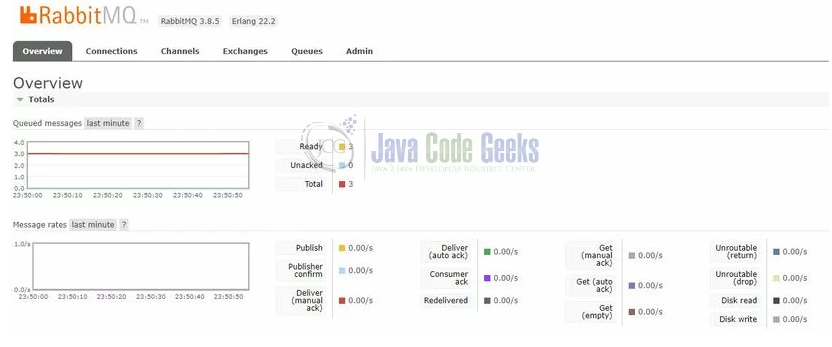 RabbitMQ TM RabbitMQ 3.8.5 Erlang 22.2
Overview Connections Channels Exchanges Queues Admin
Overview
Totals
Queued messages last minute ?
4.0
3.0
2.0
1.0
0.0
23:50:00 23:50:10 23:50:20 23:50:30 23:50:40 23:50:50
Ready 3
Unacked 0
Total 3
JCG
Java Code Geeks
JAVA 2 JAVA DEVELOPERS RESOURCE CENTER
Message rates last minute ?
1.0/s
0.0/s
23:50:00 23:50:10 23:50:20 23:50:30 23:50:40 23:50:50
Publish 0.00/s
Publisher
confirm 0.00/s
Deliver
(manual
ack) 0.00/s
Deliver
(auto ack) 0.00/s
Consumer
ack 0.00/s
Redelivered 0.00/s
Get
(manual
ack) 0.00/s
Get (auto
ack) 0.00/s
Get
(empty) 0.00/s
Unroutable
(return) 0.00/s
Unroutable
(drop) 0.00/s
Disk read 0.00/s
Disk write 0.00/s